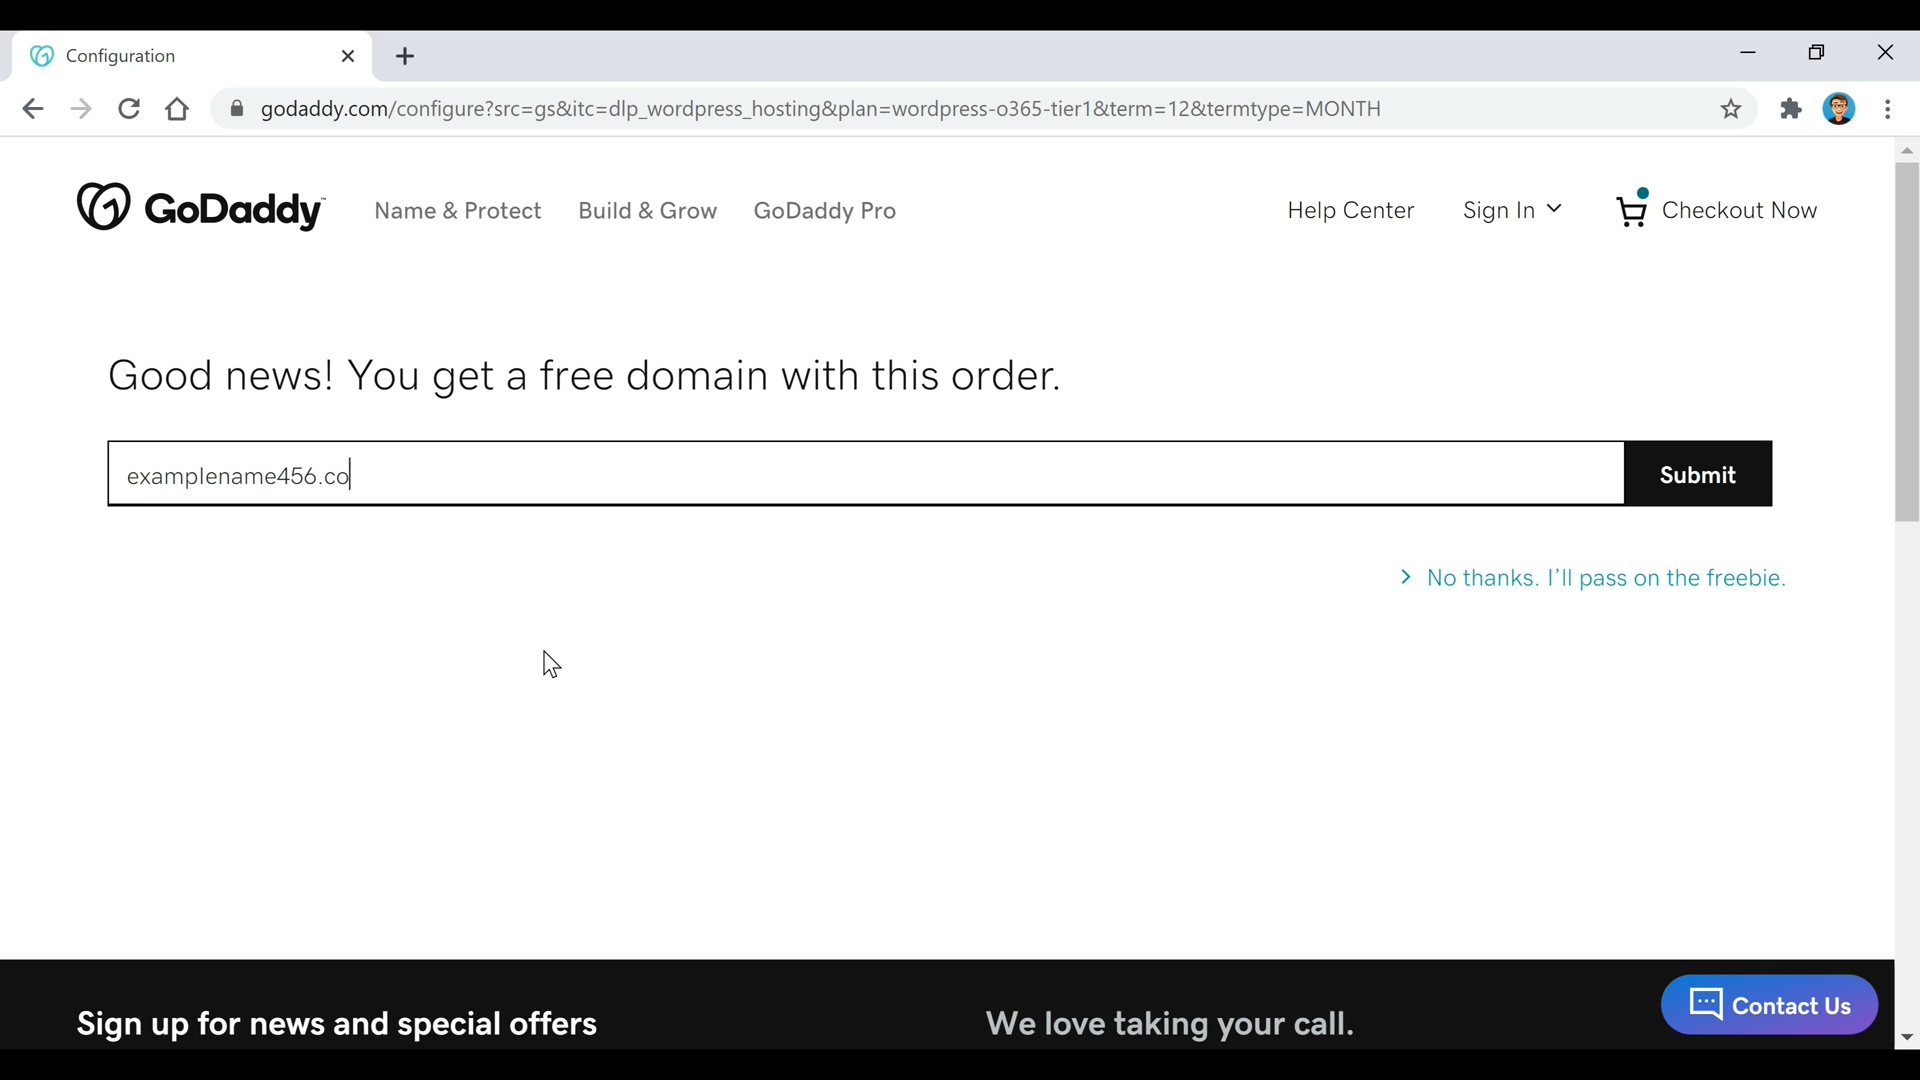 Configuration
godaddy.com/configure?src=gs&itc=dlp_wordpress_hosting&plan=wordpress-o365-tier1&term=12&termtype=MONTH
GoDaddy™ Name & Protect Build & Grow GoDaddy Pro Help Center Sign In Checkout Now
Good news! You get a free domain with this order.
examplename456.co Submit
No thanks. I'll pass on the freebie.
Sign up for news and special offers We love taking your call. Contact Us